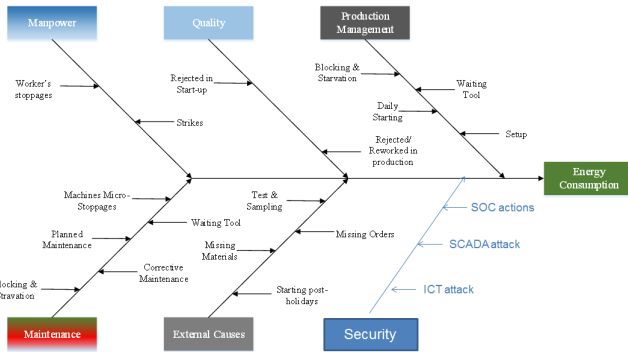 Manpower
Quality
Production
Management
Worker's
stoppages
Strikes
Rejected in
Start-up
Rejected/
Reworked in
production
Blocking &
Starvation
Waiting
Tool
Daily
Starting
Setup
Energy
Consumption
Machines Micro-
Stoppages
Waiting Tool
Planned
Maintenance
Corrective
Maintenance
locking &
travation
Test &
Sampling
Missing Orders
Missing
Materials
Starting post-
holidays
SOC actions
SCADA attack
ICT attack
Maintenance
External Causes
Security